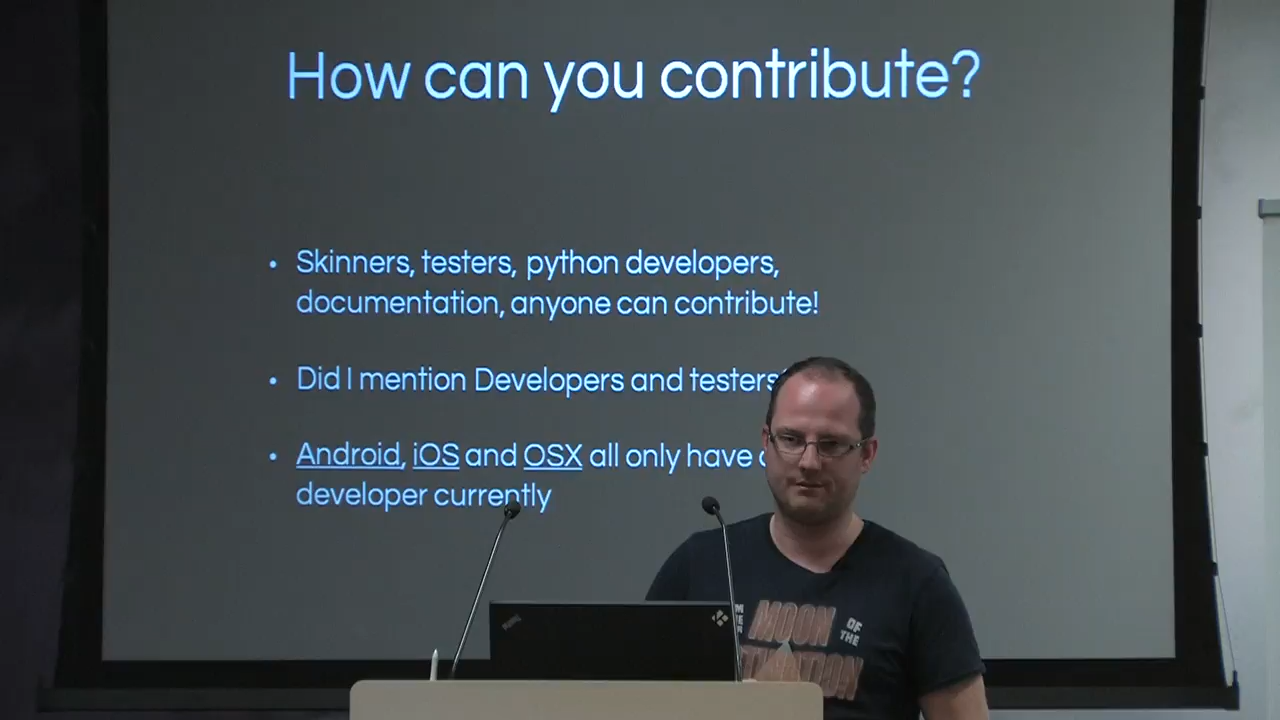 How can you contribute?
• Skinners, testers, python developers,
documentation, anyone can contribute!
• Did I mention Developers and testers
• Android, iOS and OSX all only have
developer currently
MOON
OF
THE